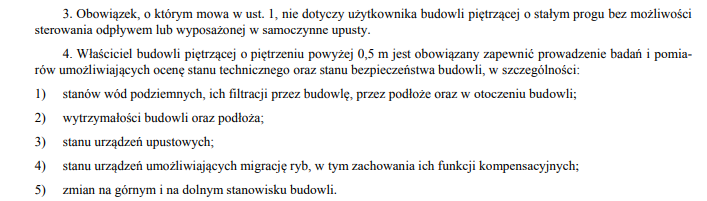 3. Obowiązek, o którym mowa w ust. 1, nie dotyczy użytkownika budowli piętrzącej o stałym progu bez możliwości
sterowania odpływem lub wyposażonej w samoczynne upusty.
4. Właściciel budowli piętrzącej o piętrzeniu powyżej 0,5 m jest obowiązany zapewnić prowadzenie badań i pomia-
rów umożliwiających ocenę stanu technicznego oraz stanu bezpieczeństwa budowli, w szczególności:
1) stanów wód podziemnych, ich filtracji przez budowlę, przez podłoże oraz w otoczeniu budowli;
2) wytrzymałości budowli oraz podłoża;
3) stanu urządzeń upustowych;
4) stanu urządzeń umożliwiających migrację ryb, w tym zachowania ich funkcji kompensacyjnych;
5) zmian na górnym i na dolnym stanowisku budowli.